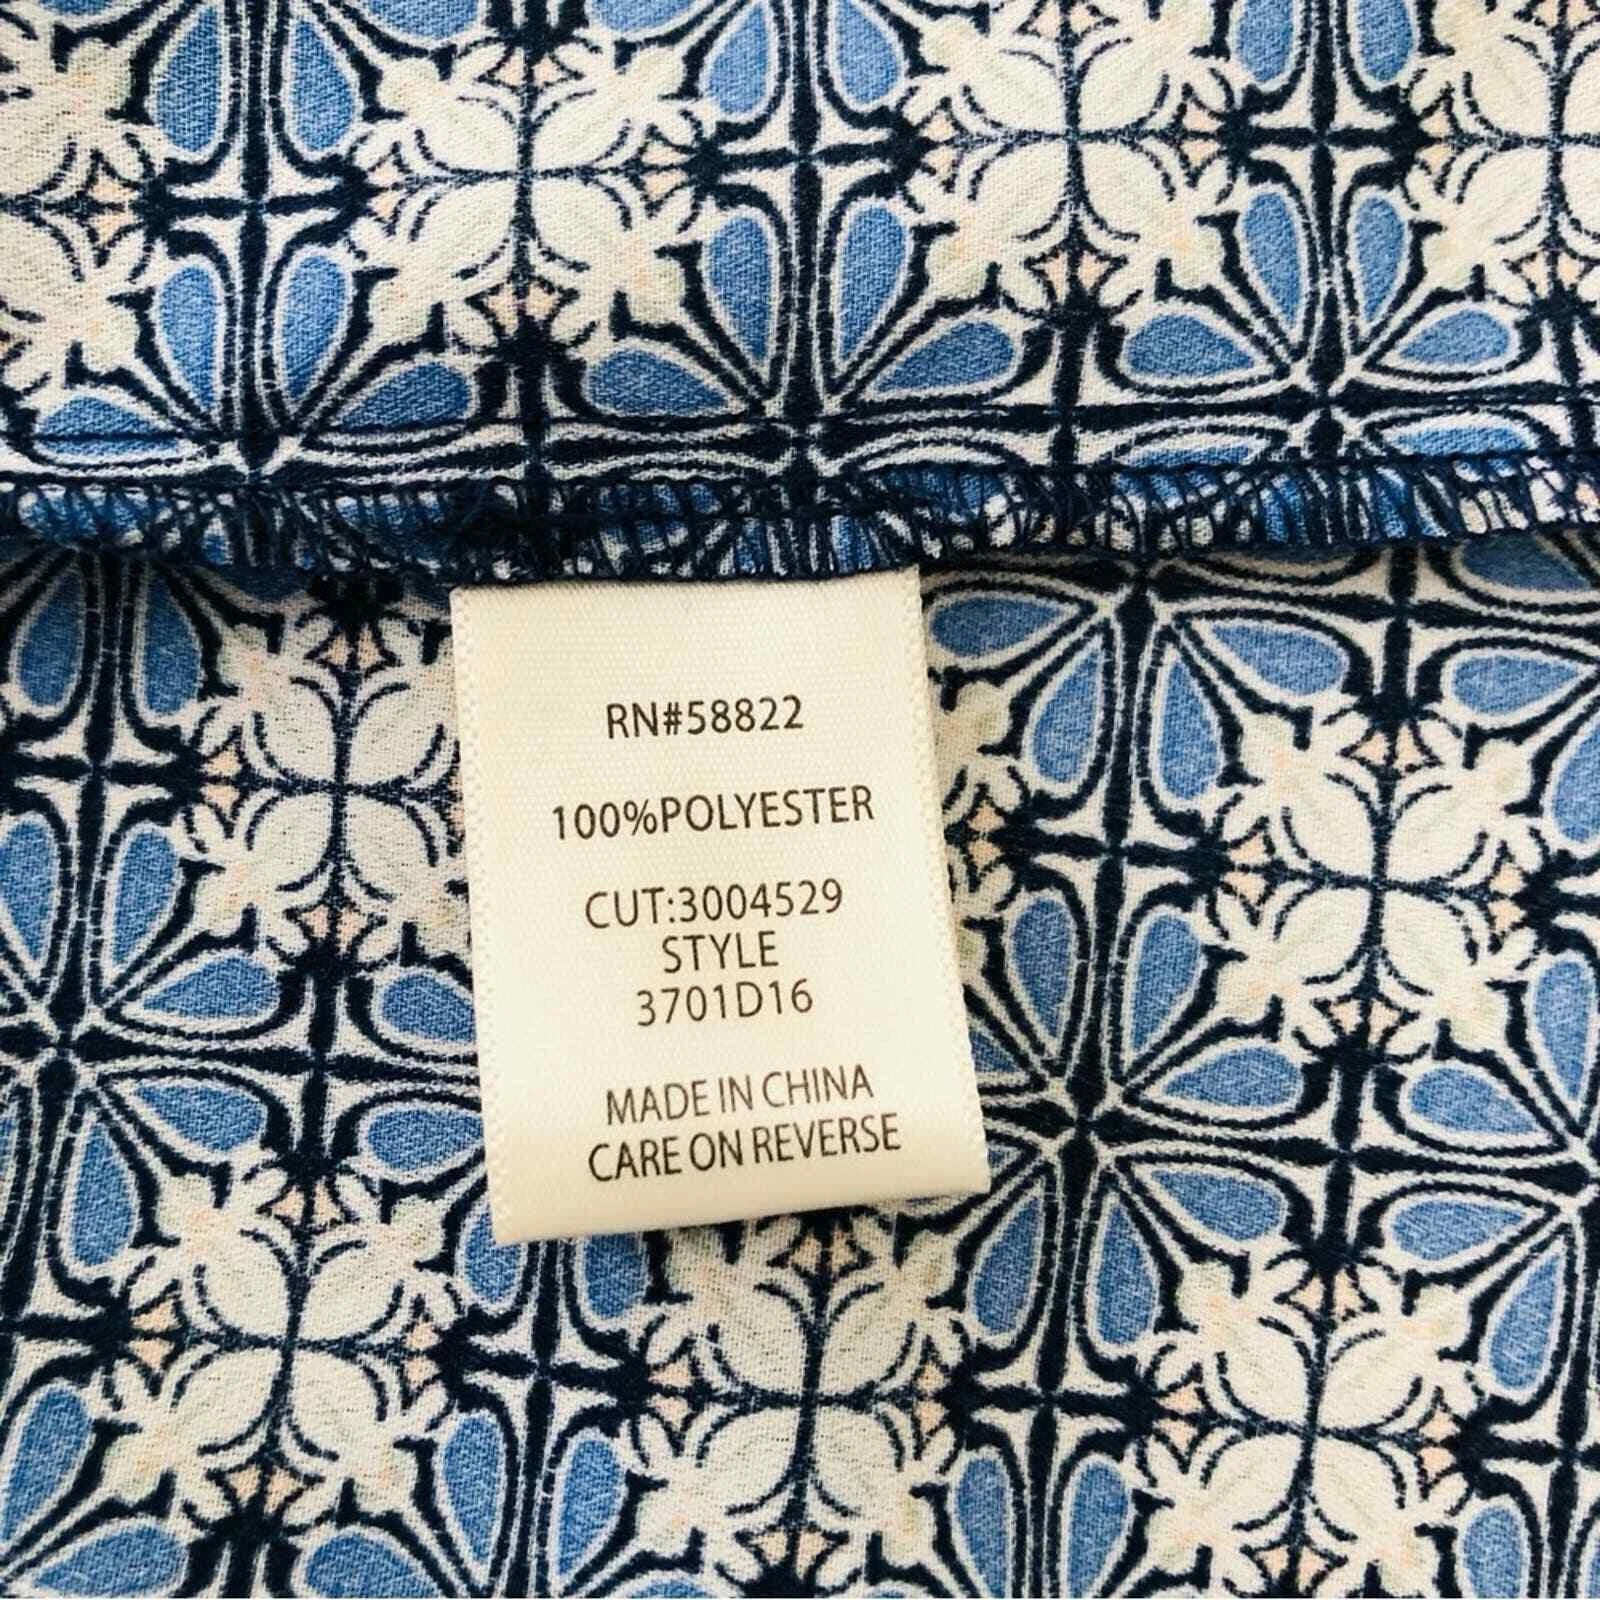 RN#58822
100%POLYESTER
CUT:3004529
STYLE
3701D16
MADE IN CHINA
CARE ON REVERSE